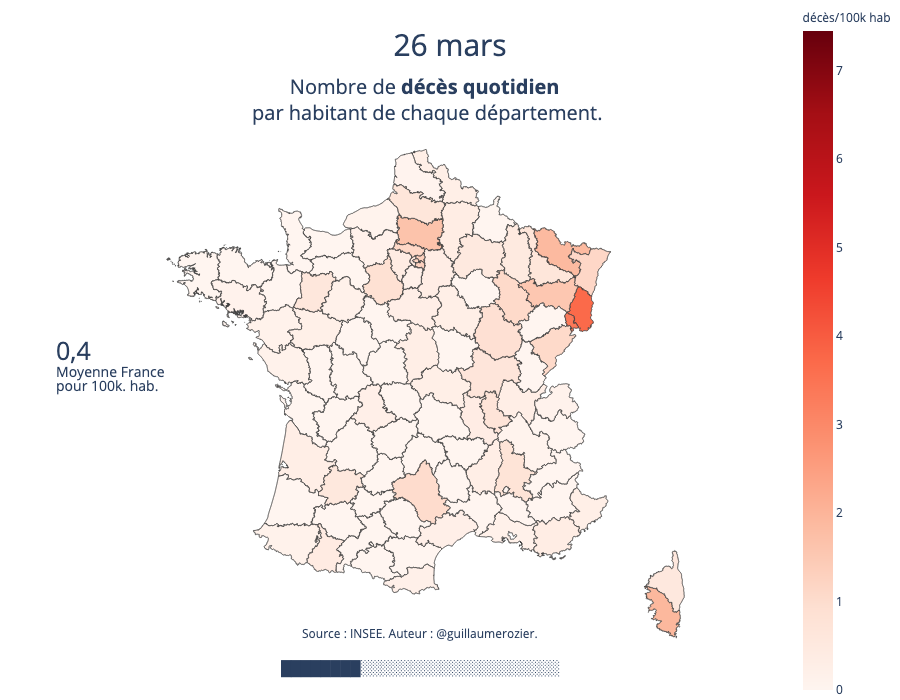 26 mars
Nombre de décès quotidien
par habitant de chaque département.
décès/100k hab
7
6
5
4
3
2
1
0
0,4
Moyenne France
pour 100k. hab.
Source : INSEE. Auteur : @guillaumerozier.